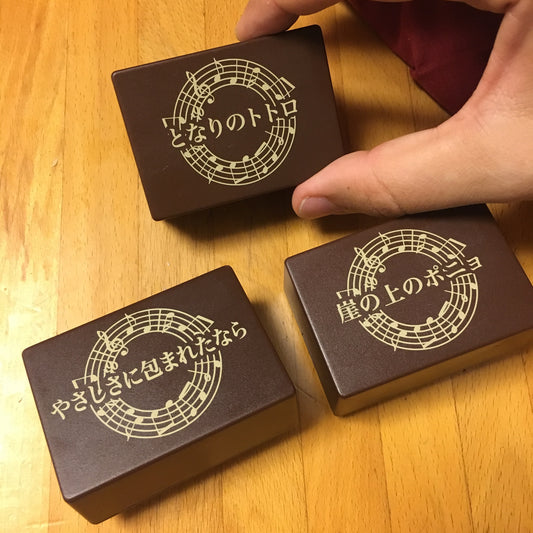 となりのトトロ
崖の上のポニョ
やさしさに包まれたなら